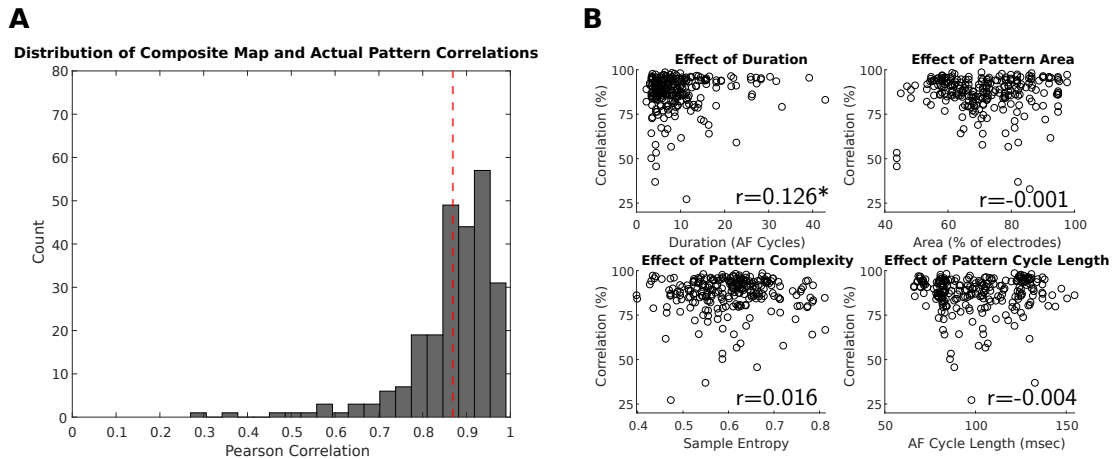 A
Distribution of Composite Map and Actual Pattern Correlations
80
70
60
50
40
30
20
10
0
Count
0 0.1 0.2 0.3 0.4 0.5 0.6 0.7 0.8 0.9 1
Pearson Correlation
B
Effect of Duration
100
75
50
25
Correlation (%)
r=0.126*
0 10 20 30 40
Duration (AF Cycles)
Effect of Pattern Area
100
75
50
25
Correlation (%)
r=-0.001
40 60 80 100
Area (% of electrodes)
Effect of Pattern Complexity
100
75
50
25
Correlation (%)
r=0.016
0.4 0.5 0.6 0.7 0.8
Sample Entropy
Effect of Pattern Cycle Length
100
75
50
25
Correlation (%)
r=-0.004
50 100 150
AF Cycle Length (msec)